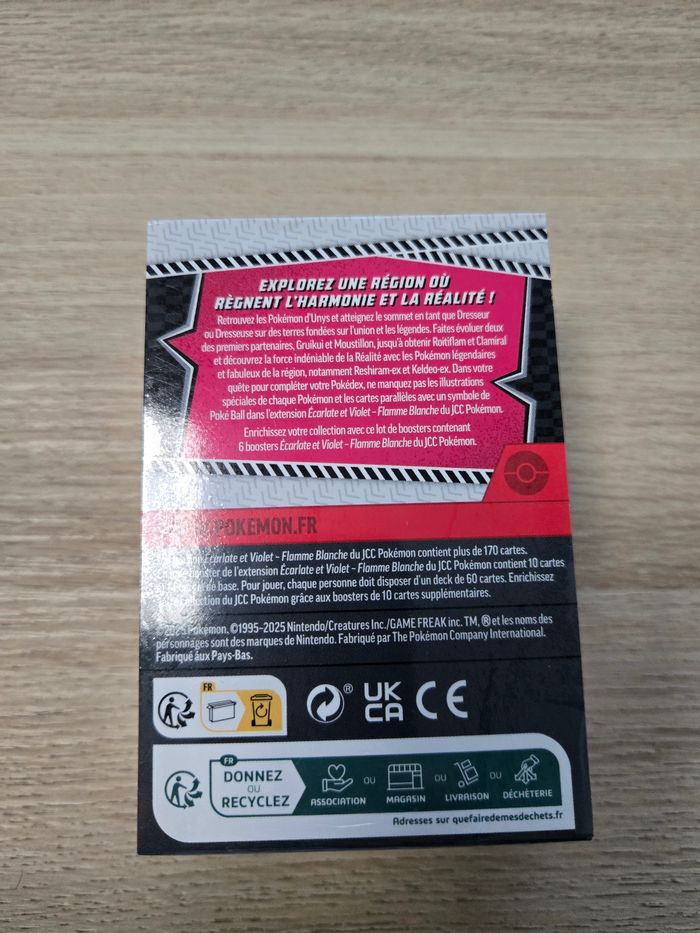 EXPLOREZ UNE RÉGION OÙ
RÈGNENT L'HARMONIE ET LA RÉALITÉ !
Retrouvez les Pokémon d'Unys et atteignez le sommet en tant que Dresseur
ou Dresseuse sur des terres fondées sur l'union et les légendes. Faites évoluer deux
des premiers partenaires, Gruikui et Moustillon, jusqu'à obtenir Roitiflam et Clamiral
et découvrez la force indéniable de la Réalité avec les Pokémon légendaires
et fabuleux de la région, notamment Reshiram-ex et Keldeo-ex. Dans votre
quête pour compléter votre Pokédex, ne manquez pas les illustrations
spéciales de chaque Pokémon et les cartes parallèles avec un symbole de
Poké Ball dans l'extension Écarlate et Violet – Flamme Blanche du JCC Pokémon.
Enrichissez votre collection avec ce lot de boosters contenant
6 boosters Écarlate et Violet – Flamme Blanche du JCC Pokémon.
.POKEMON.FR
Écarlate et Violet – Flamme Blanche du JCC Pokémon contient plus de 170 cartes.
booster de l'extension Écarlate et Violet – Flamme Blanche du JCC Pokémon contient 10 cartes
de base. Pour jouer, chaque personne doit disposer d'un deck de 60 cartes. Enrichissez
collection du JCC Pokémon grâce aux boosters de 10 cartes supplémentaires.
2025 Pokémon. ©1995–2025 Nintendo/Creatures Inc./GAME FREAK inc. TM, ® et les noms des
personnages sont des marques de Nintendo. Fabriqué par The Pokémon Company International.
Fabriqué aux Pays-Bas.
FR
®
UK
CA
CE
FR
DONNEZ
OU
RECYCLEZ
ASSOCIATION OU MAGASIN OU LIVRAISON OU DÉCHÈTERIE
Adresses sur quefairedemesdechets.fr